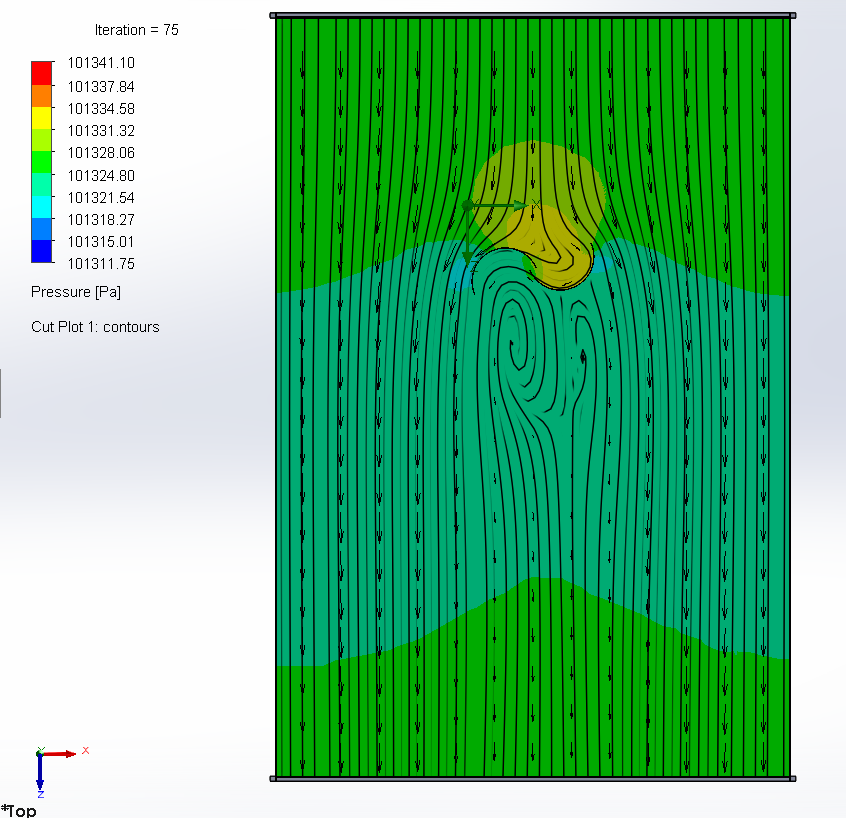 Iteration = 75
101341.10
101337.84
101334.58
101331.32
101328.06
101324.80
101321.54
101318.27
101315.01
101311.75
Pressure [Pa]
Cut Plot 1: contours
X
Y
X
Z
*Top